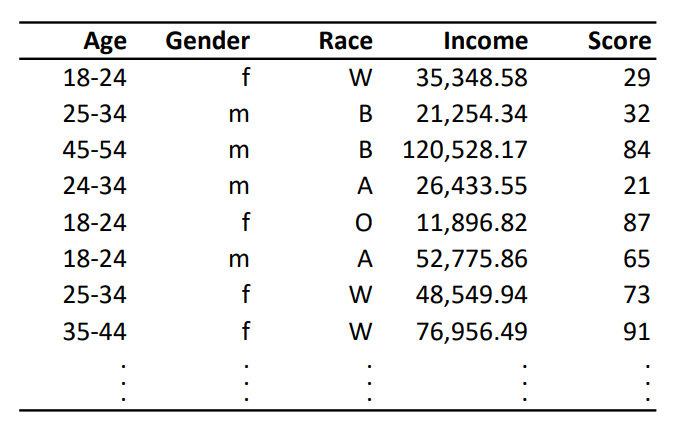 Age Gender Race Income Score
18-24 f W 35,348.58 29
25-34 m B 21,254.34 32
45-54 m B 120,528.17 84
24-34 m A 26,433.55 21
18-24 f O 11,896.82 87
18-24 m A 52,775.86 65
25-34 f W 48,549.94 73
35-44 f W 76,956.49 91
. . . . .
. . . . .
. . . . .